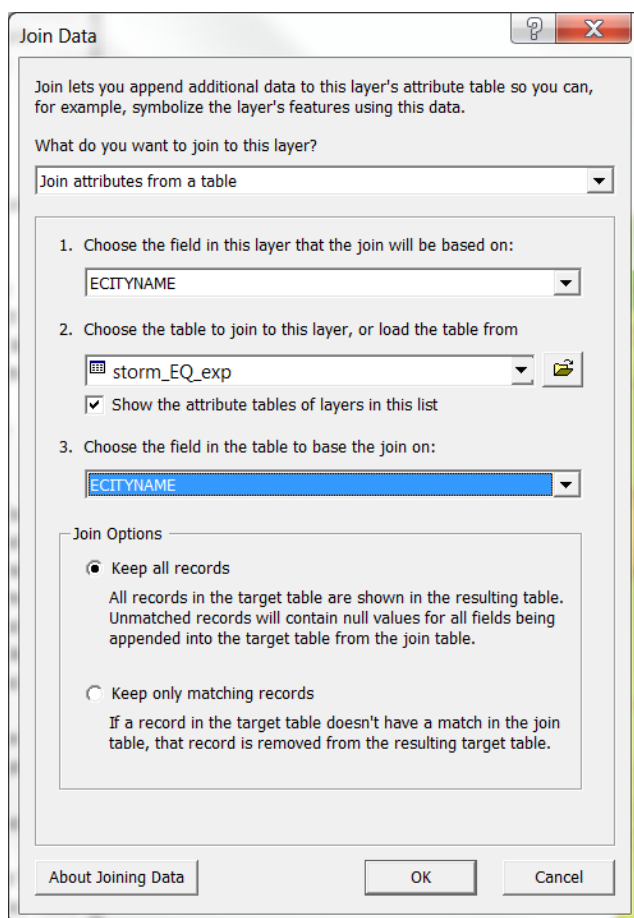 Join Data
Join lets you append additional data to this layer's attribute table so you can,
for example, symbolize the layer's features using this data.
What do you want to join to this layer?
Join attributes from a table
1. Choose the field in this layer that the join will be based on:
ECITYNAME
2. Choose the table to join to this layer, or load the table from
storm_EQ_exp
Show the attribute tables of layers in this list
3. Choose the field in the table to base the join on:
ECITYNAME
Join Options
Keep all records
All records in the target table are shown in the resulting table.
Unmatched records will contain null values for all fields being
appended into the target table from the join table.
Keep only matching records
If a record in the target table doesn't have a match in the join
table, that record is removed from the resulting target table.
About Joining Data
OK
Cancel